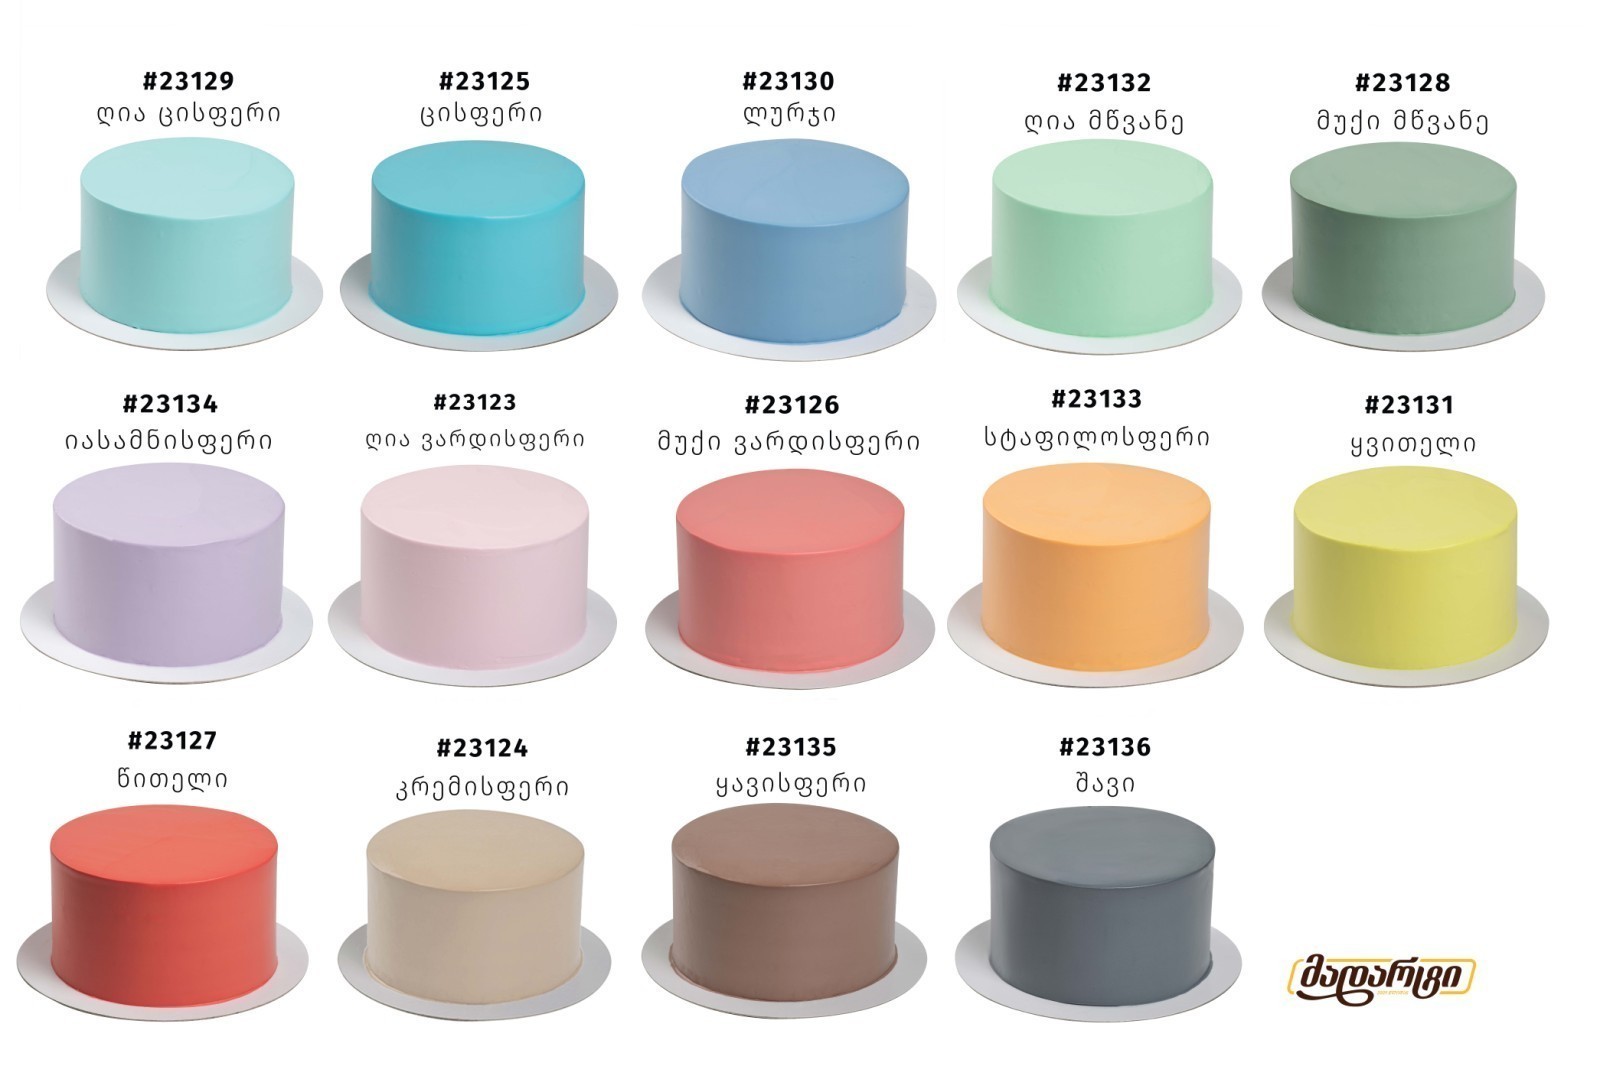 #23129
ღია ცისფერი
#23125
ცისფერი
#23130
ლურჯი
#23132
ღია მწვანე
#23128
მუქი მწვანე
#23134
იასამნისფერი
#23123
ღია ვარდისფერი
#23126
მუქი ვარდისფერი
#23133
სტაფილოსფერი
#23131
ყვითელი
#23127
წითელი
#23124
კრემისფერი
#23135
ყავისფერი
#23136
შავი
მადარტი